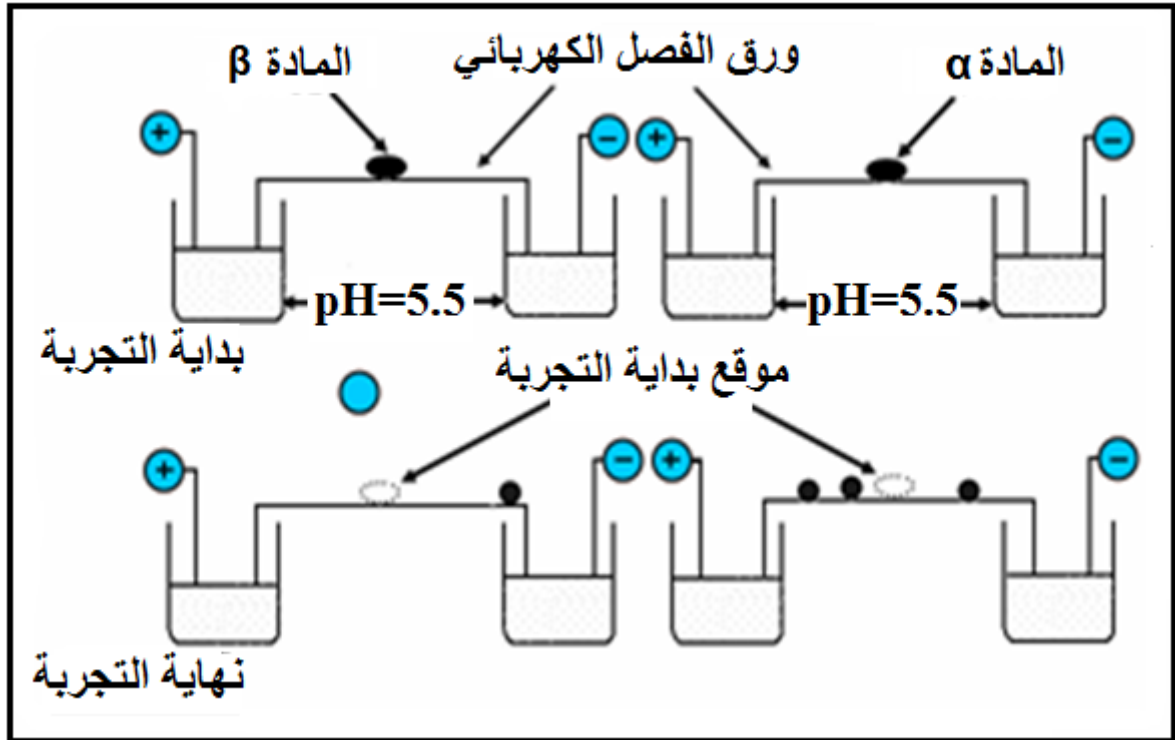 المادة α
ورق الفصل الكهربائي
المادة β
+
−
+
−
pH=5.5
pH=5.5
بداية التجربة
موقع بداية التجربة
+
−
+
−
نهاية التجربة